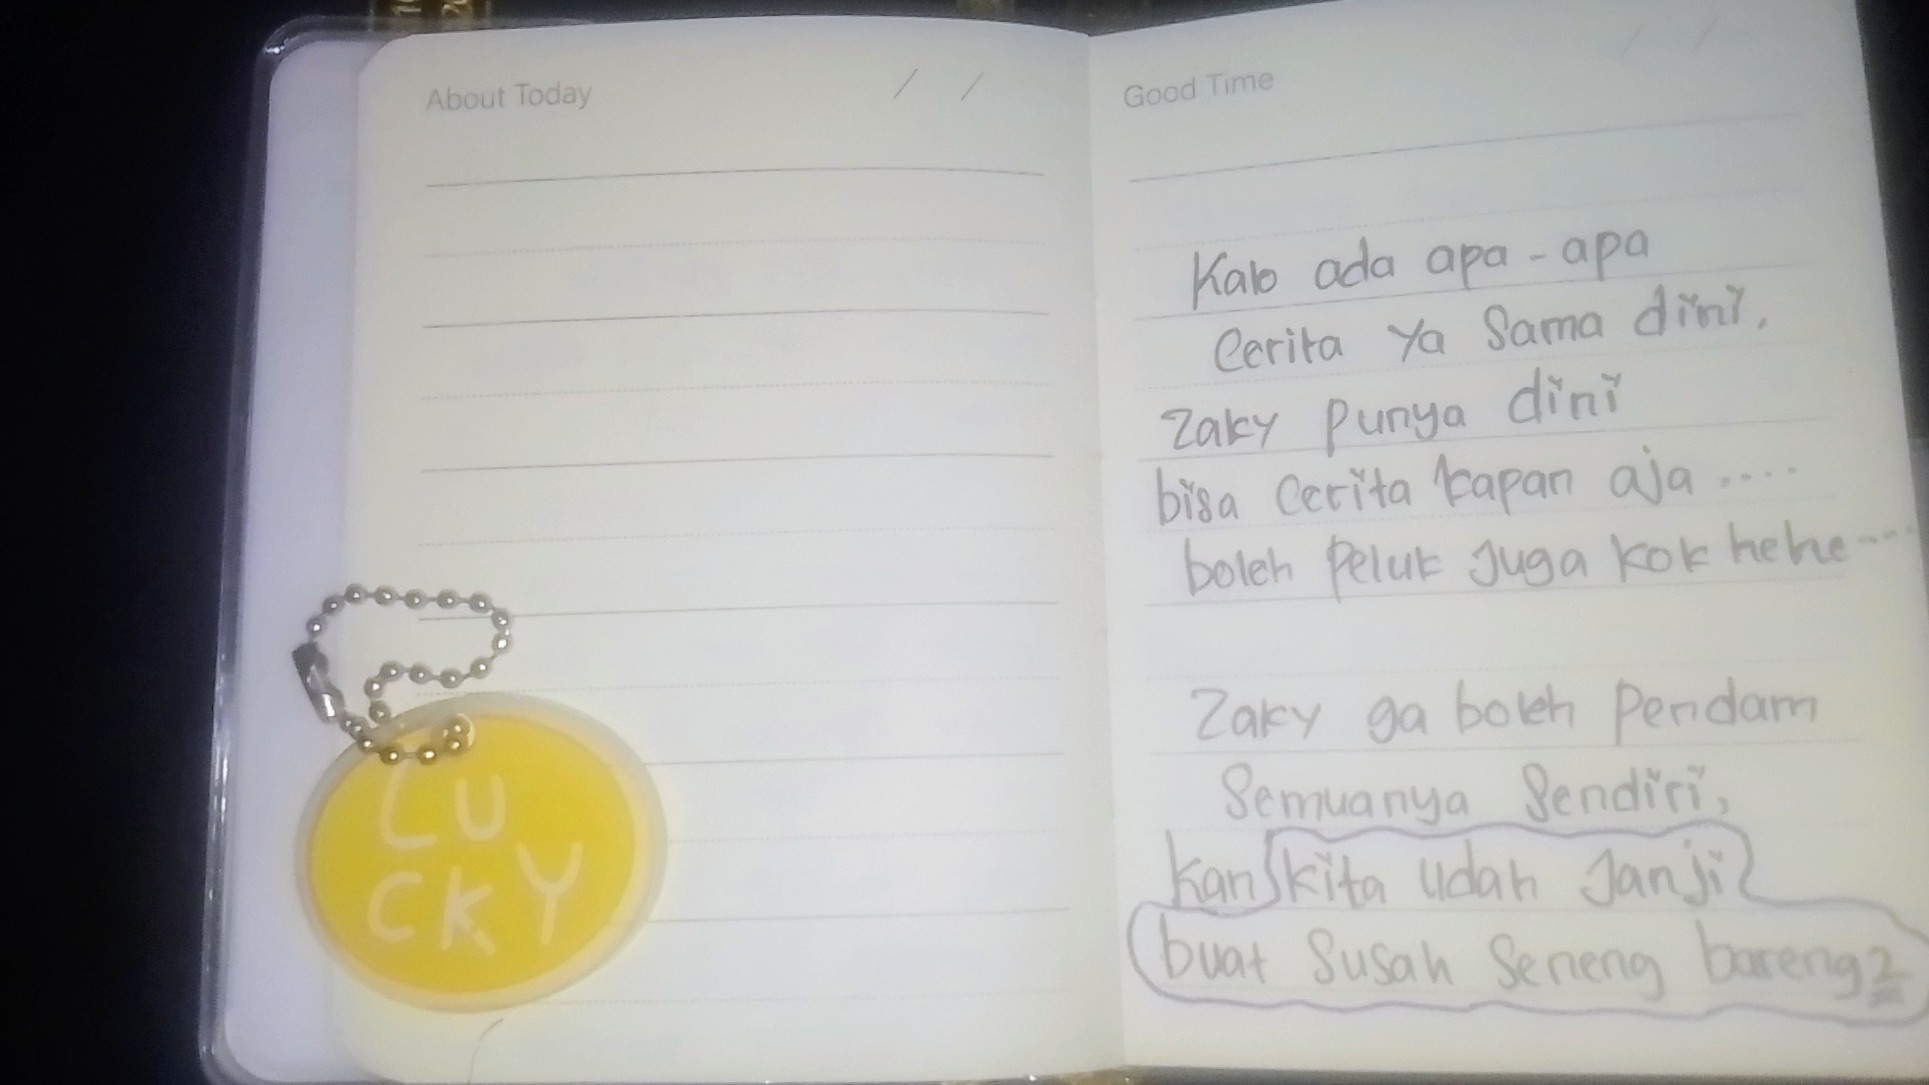 About Today / /
Good Time / /
Kalo ada apa - apa
Cerita Ya Sama dini,
Zaky Punya dini
bisa Cerita kapan aja ....
boleh Peluk Juga kok hehe ....
Zaky ga boleh Pendam
Semuanya Sendiri,
kan kita udah Janji
buat Susah Seneng bareng2
LU
CKY